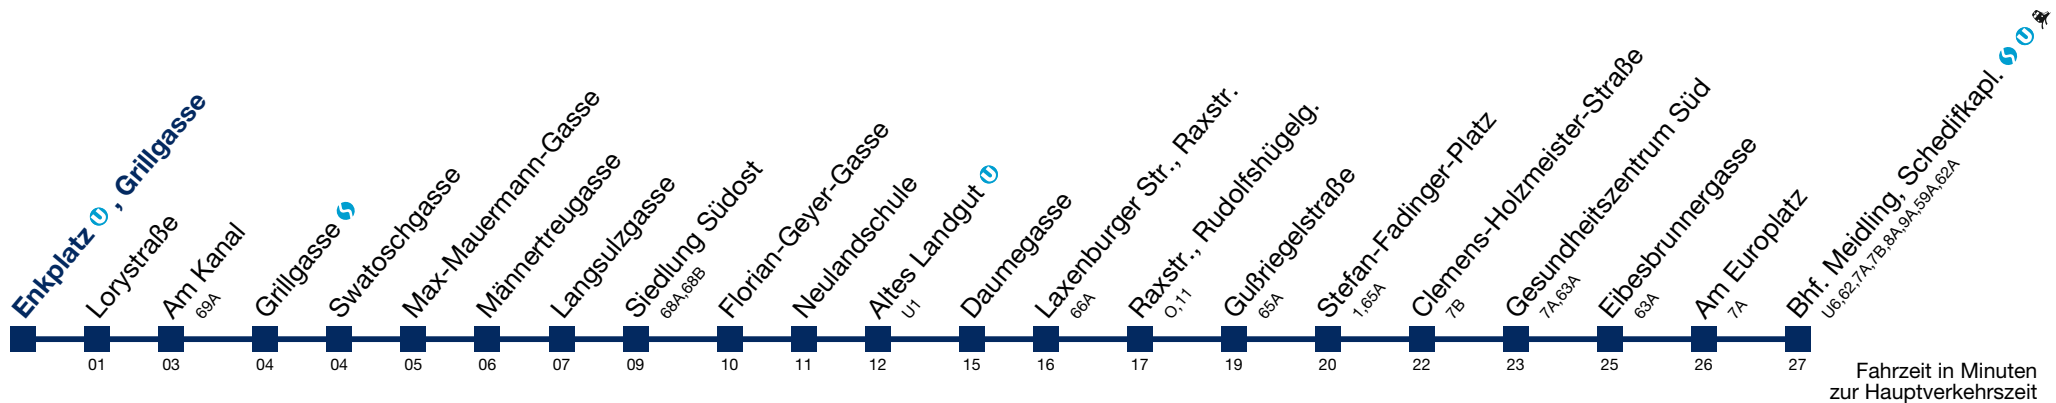 Enkplatz U, Grillgasse
Lorystraße
01
Am Kanal
69A
03
Grillgasse
04
Swatoschgasse
04
Max-Mauermann-Gasse
05
Männertreugasse
06
Langsulzgasse
07
Siedlung Südost
68A,68B
09
Florian-Geyer-Gasse
10
Neulandschule
11
Altes Landgut U
U1
12
Daumegasse
15
Laxenburger Str., Raxstr.
66A
16
Raxstr., Rudolfshügelg.
O,11
17
Gußriegelstraße
65A
19
Stefan-Fadinger-Platz
1,65A
20
Clemens-Holzmeister-Straße
7B
22
Gesundheitszentrum Süd
7A,63A
23
Eibesbrunnergasse
63A
25
Am Europlatz
7A
26
Bhf. Meidling, Schedifkapl. U
U6,62,7A,7B,8A,9A,59A,62A
27
Fahrzeit in Minuten
zur Hauptverkehrszeit